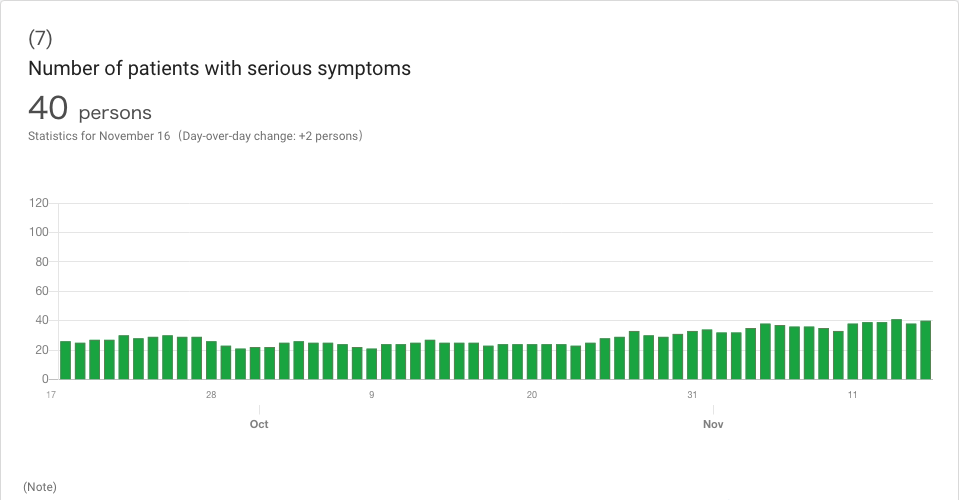 (7)
Number of patients with serious symptoms
40 persons
Statistics for November 16（Day-over-day change: +2 persons）
120
100
80
60
40
20
0
17 28 9 20 31 11
Oct Nov
(Note)